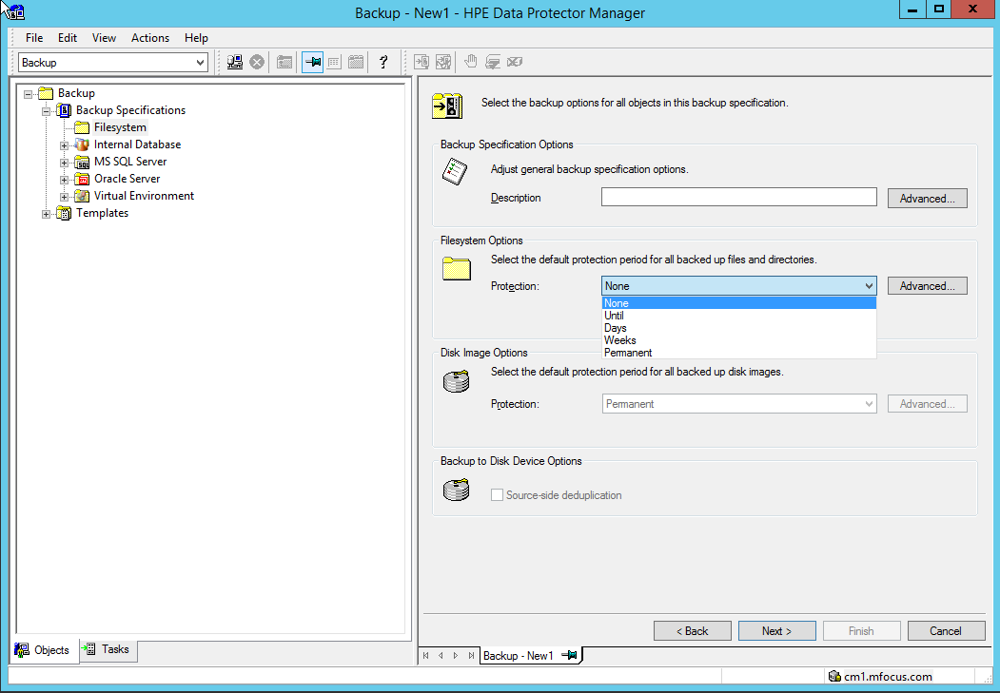 Backup - New1 - HPE Data Protector Manager
File Edit View Actions Help
Backup
?
Backup
Backup Specifications
Filesystem
Internal Database
MS SQL Server
Oracle Server
Virtual Environment
Templates
Objects
Tasks
Select the backup options for all objects in this backup specification.
Backup Specification Options
Adjust general backup specification options.
Description
Advanced...
Filesystem Options
Select the default protection period for all backed up files and directories.
Protection:
None
Advanced...
None
Until
Days
Weeks
Permanent
Disk Image Options
Select the default protection period for all backed up disk images.
Protection:
Permanent
Advanced...
Backup to Disk Device Options
Source-side deduplication
< Back
Next >
Finish
Cancel
Backup - New1
cm1.mfocus.com